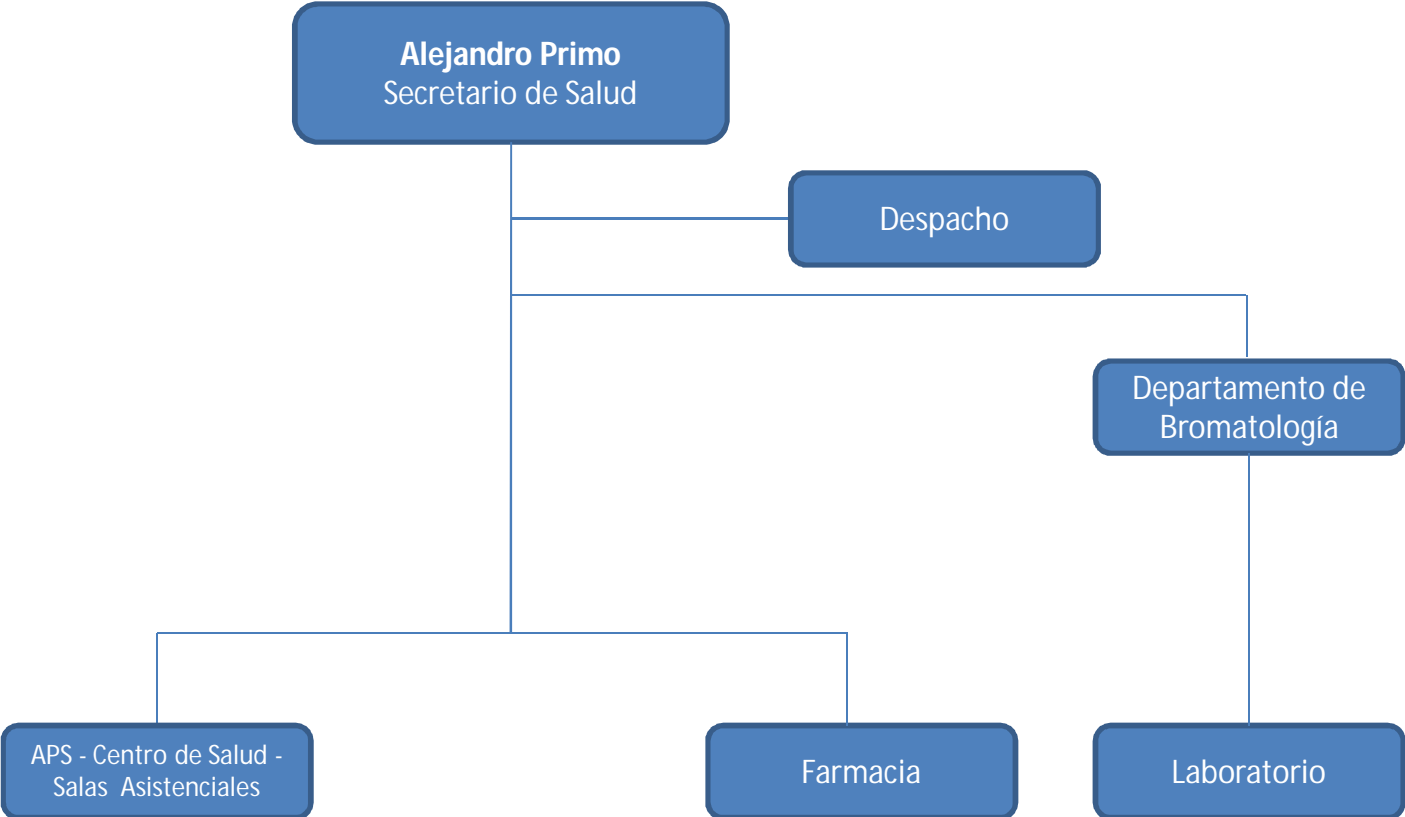 Alejandro Primo
Secretario de Salud
Despacho
Departamento de
Bromatología
APS - Centro de Salud -
Salas Asistenciales
Farmacia
Laboratorio